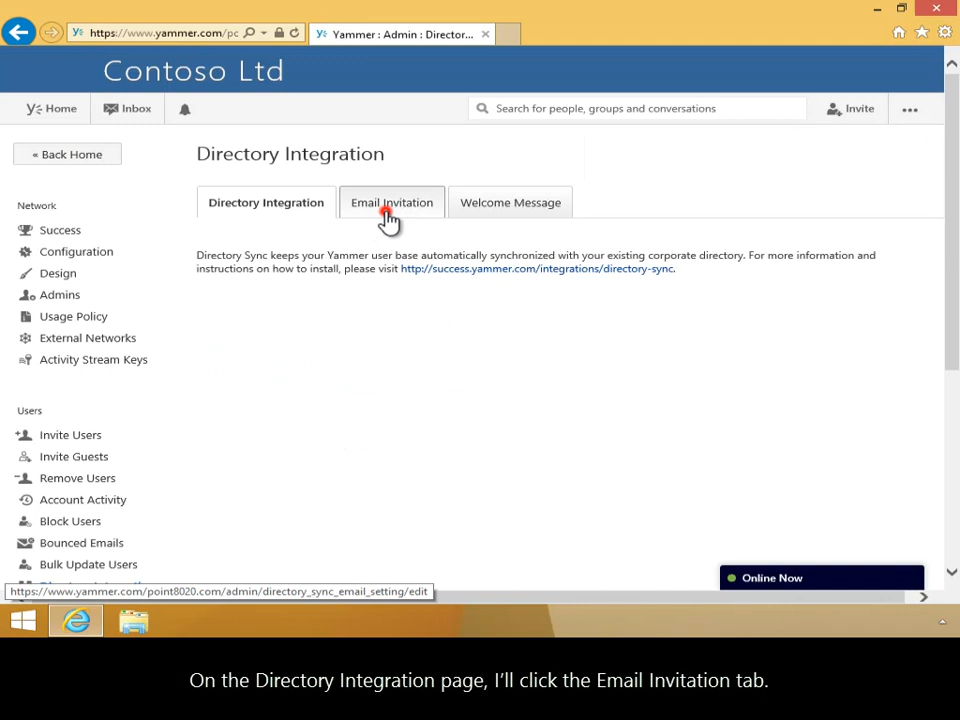 https://www.yammer.com/pc
Yammer : Admin : Director...
Contoso Ltd
Home
Inbox
Search for people, groups and conversations
Invite
« Back Home
Directory Integration
Directory Integration
Email Invitation
Welcome Message
Network
Success
Configuration
Design
Admins
Usage Policy
External Networks
Activity Stream Keys
Directory Sync keeps your Yammer user base automatically synchronized with your existing corporate directory. For more information and
instructions on how to install, please visit http://success.yammer.com/integrations/directory-sync.
Users
Invite Users
Invite Guests
Remove Users
Account Activity
Block Users
Bounced Emails
Bulk Update Users
Online Now
https://www.yammer.com/point8020.com/admin/directory_sync_email_setting/edit
On the Directory Integration page, I'll click the Email Invitation tab.